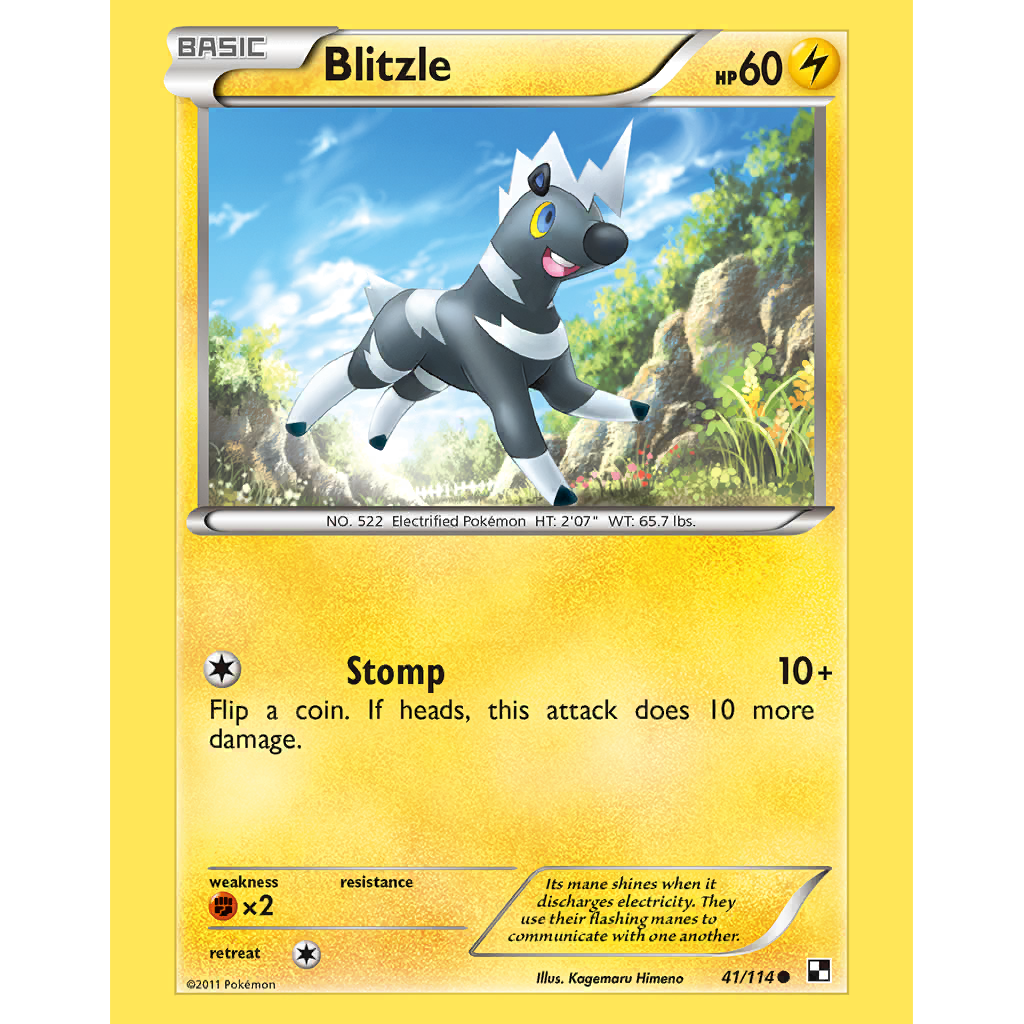 BASIC
Blitzle
HP60
NO. 522 Electrified Pokémon HT: 2'07" WT: 65.7 lbs.
Stomp 10+
Flip a coin. If heads, this attack does 10 more
damage.
weakness resistance
×2
Its mane shines when it
discharges electricity. They
use their flashing manes to
communicate with one another.
retreat
Illus. Kagemaru Himeno 41/114
©2011 Pokémon